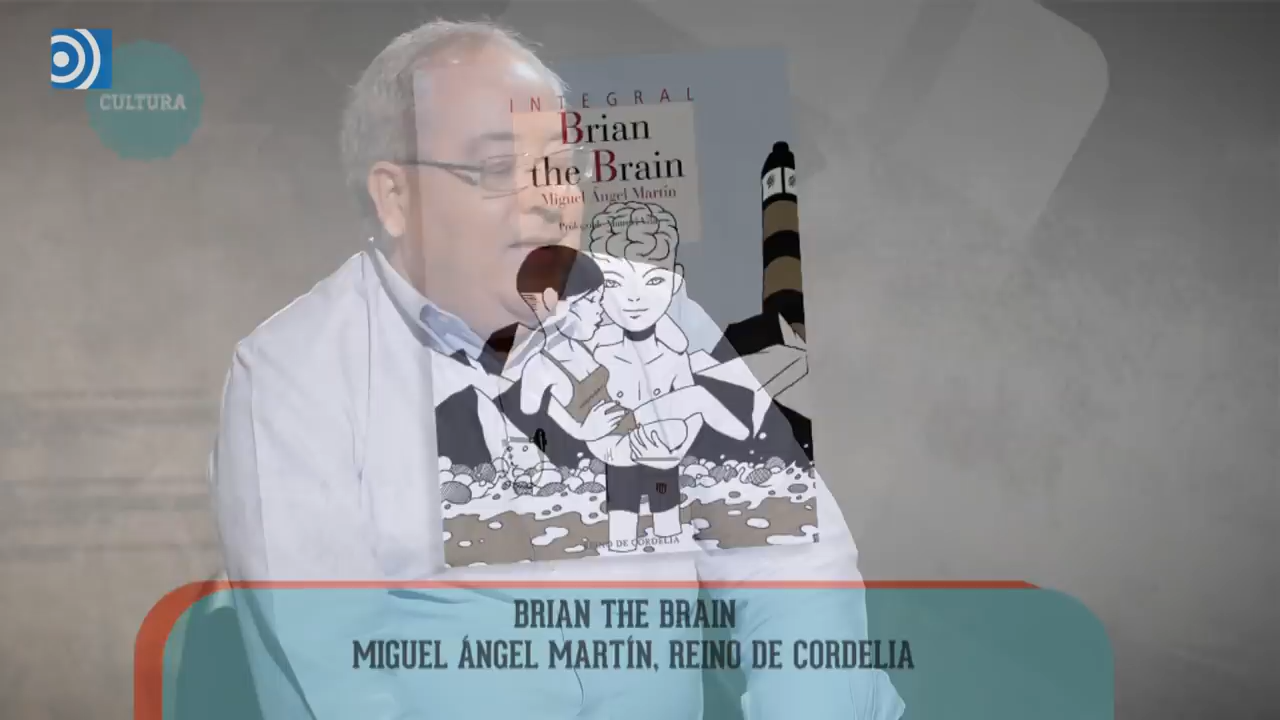 CULTURA
INTEGRAL
Brian
the Brain
Miguel Ángel Martín
REINO DE CORDELIA
BRIAN THE BRAIN
MIGUEL ÁNGEL MARTÍN, REINO DE CORDELIA